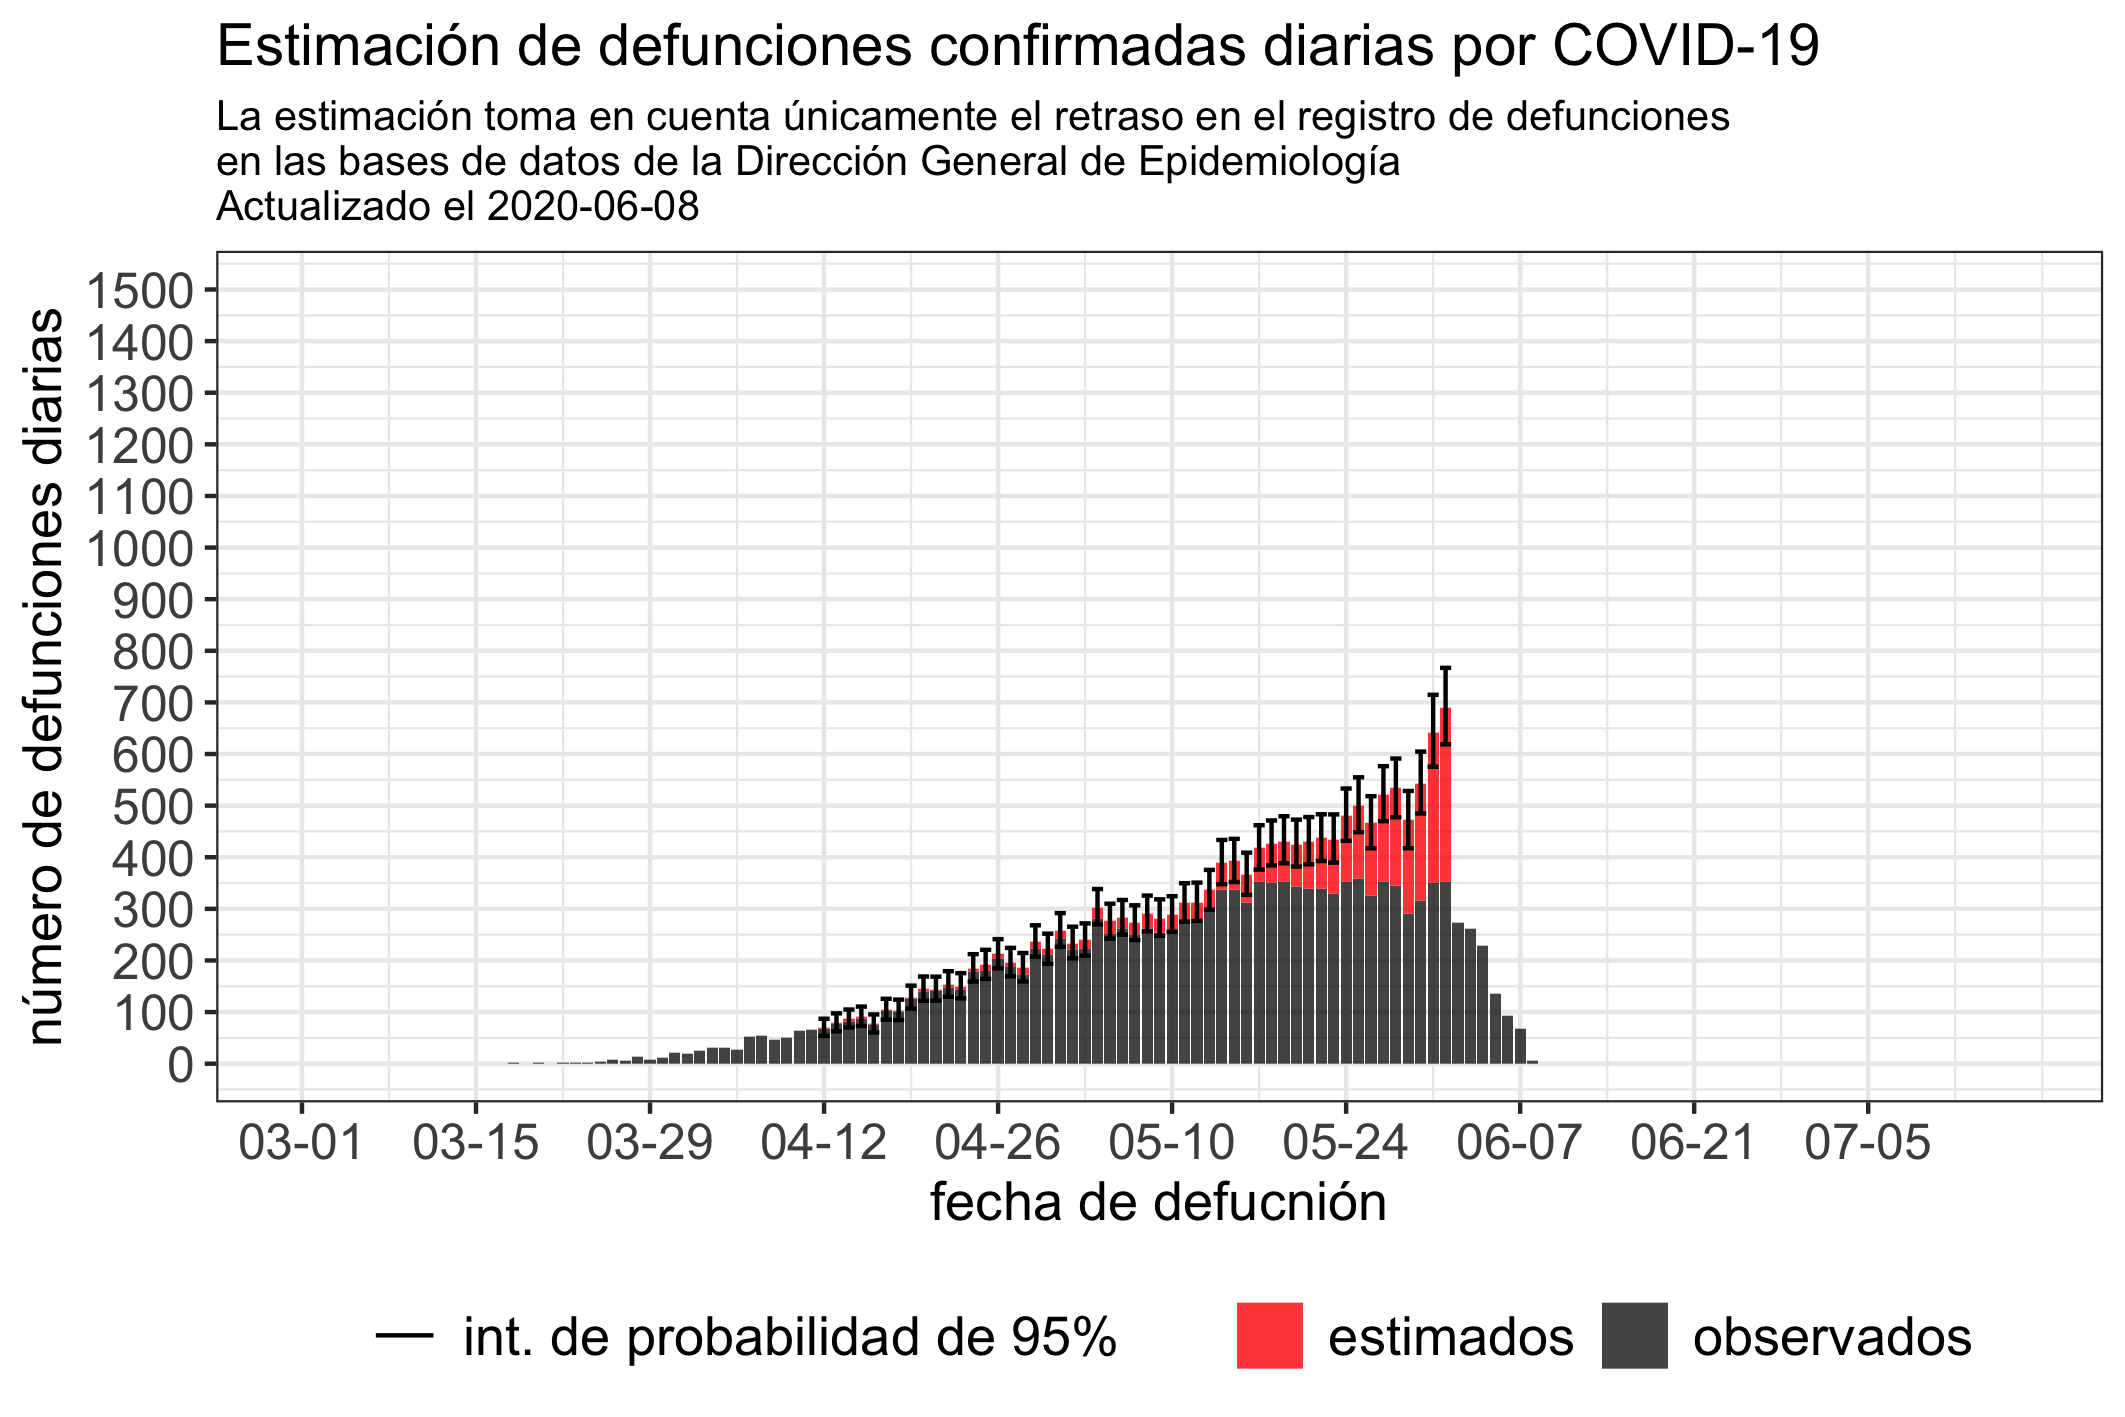 Estimación de defunciones confirmadas diarias por COVID-19
La estimación toma en cuenta únicamente el retraso en el registro de defunciones
en las bases de datos de la Dirección General de Epidemiología
Actualizado el 2020-06-08
número de defunciones diarias
1500
1400
1300
1200
1100
1000
900
800
700
600
500
400
300
200
100
0
03-01 03-15 03-29 04-12 04-26 05-10 05-24 06-07 06-21 07-05
fecha de defucnión
int. de probabilidad de 95% estimados observados